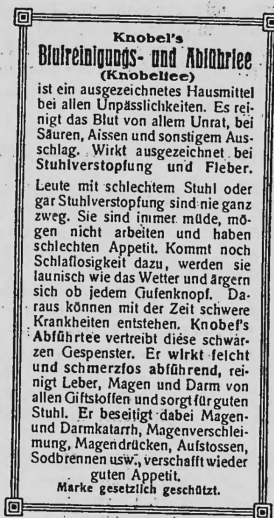 Knobel's
Blutreinigungs- und Abführtee
(Knobeltee)
ist ein ausgezeichnetes Hausmittel
bei allen Unpässlichkeiten. Es rei-
nigt das Blut von allem Unrat, bei
Säuren, Aissen und sonstigem Aus-
schlag. Wirkt ausgezeichnet bei
Stuhlverstopfung und Fieber.
Leute mit schlechtem Stuhl oder
gar Stuhlverstopfung sind nie ganz
zweg. Sie sind immer müde, mö-
gen nicht arbeiten und haben
schlechten Appetit. Kommt noch
Schlaflosigkeit dazu, werden sie
launisch wie das Wetter und ärgern
sich ob jedem Gufenknopf. Da-
raus können mit der Zeit schwere
Krankheiten entstehen. Knobel's
Abführtee vertreibt diese schwar-
zen Gespenster. Er wirkt leicht
und schmerzlos abführend, rei-
nigt Leber, Magen und Darm von
allen Giftstoffen und sorgt für guten
Stuhl. Er beseitigt dabei Magen-
und Darmkatarrh, Magenverschlei-
mung, Magendrücken, Aufstossen,
Sodbrennen usw., verschafft wieder
guten Appetit.
Marke gesetzlich geschützt.